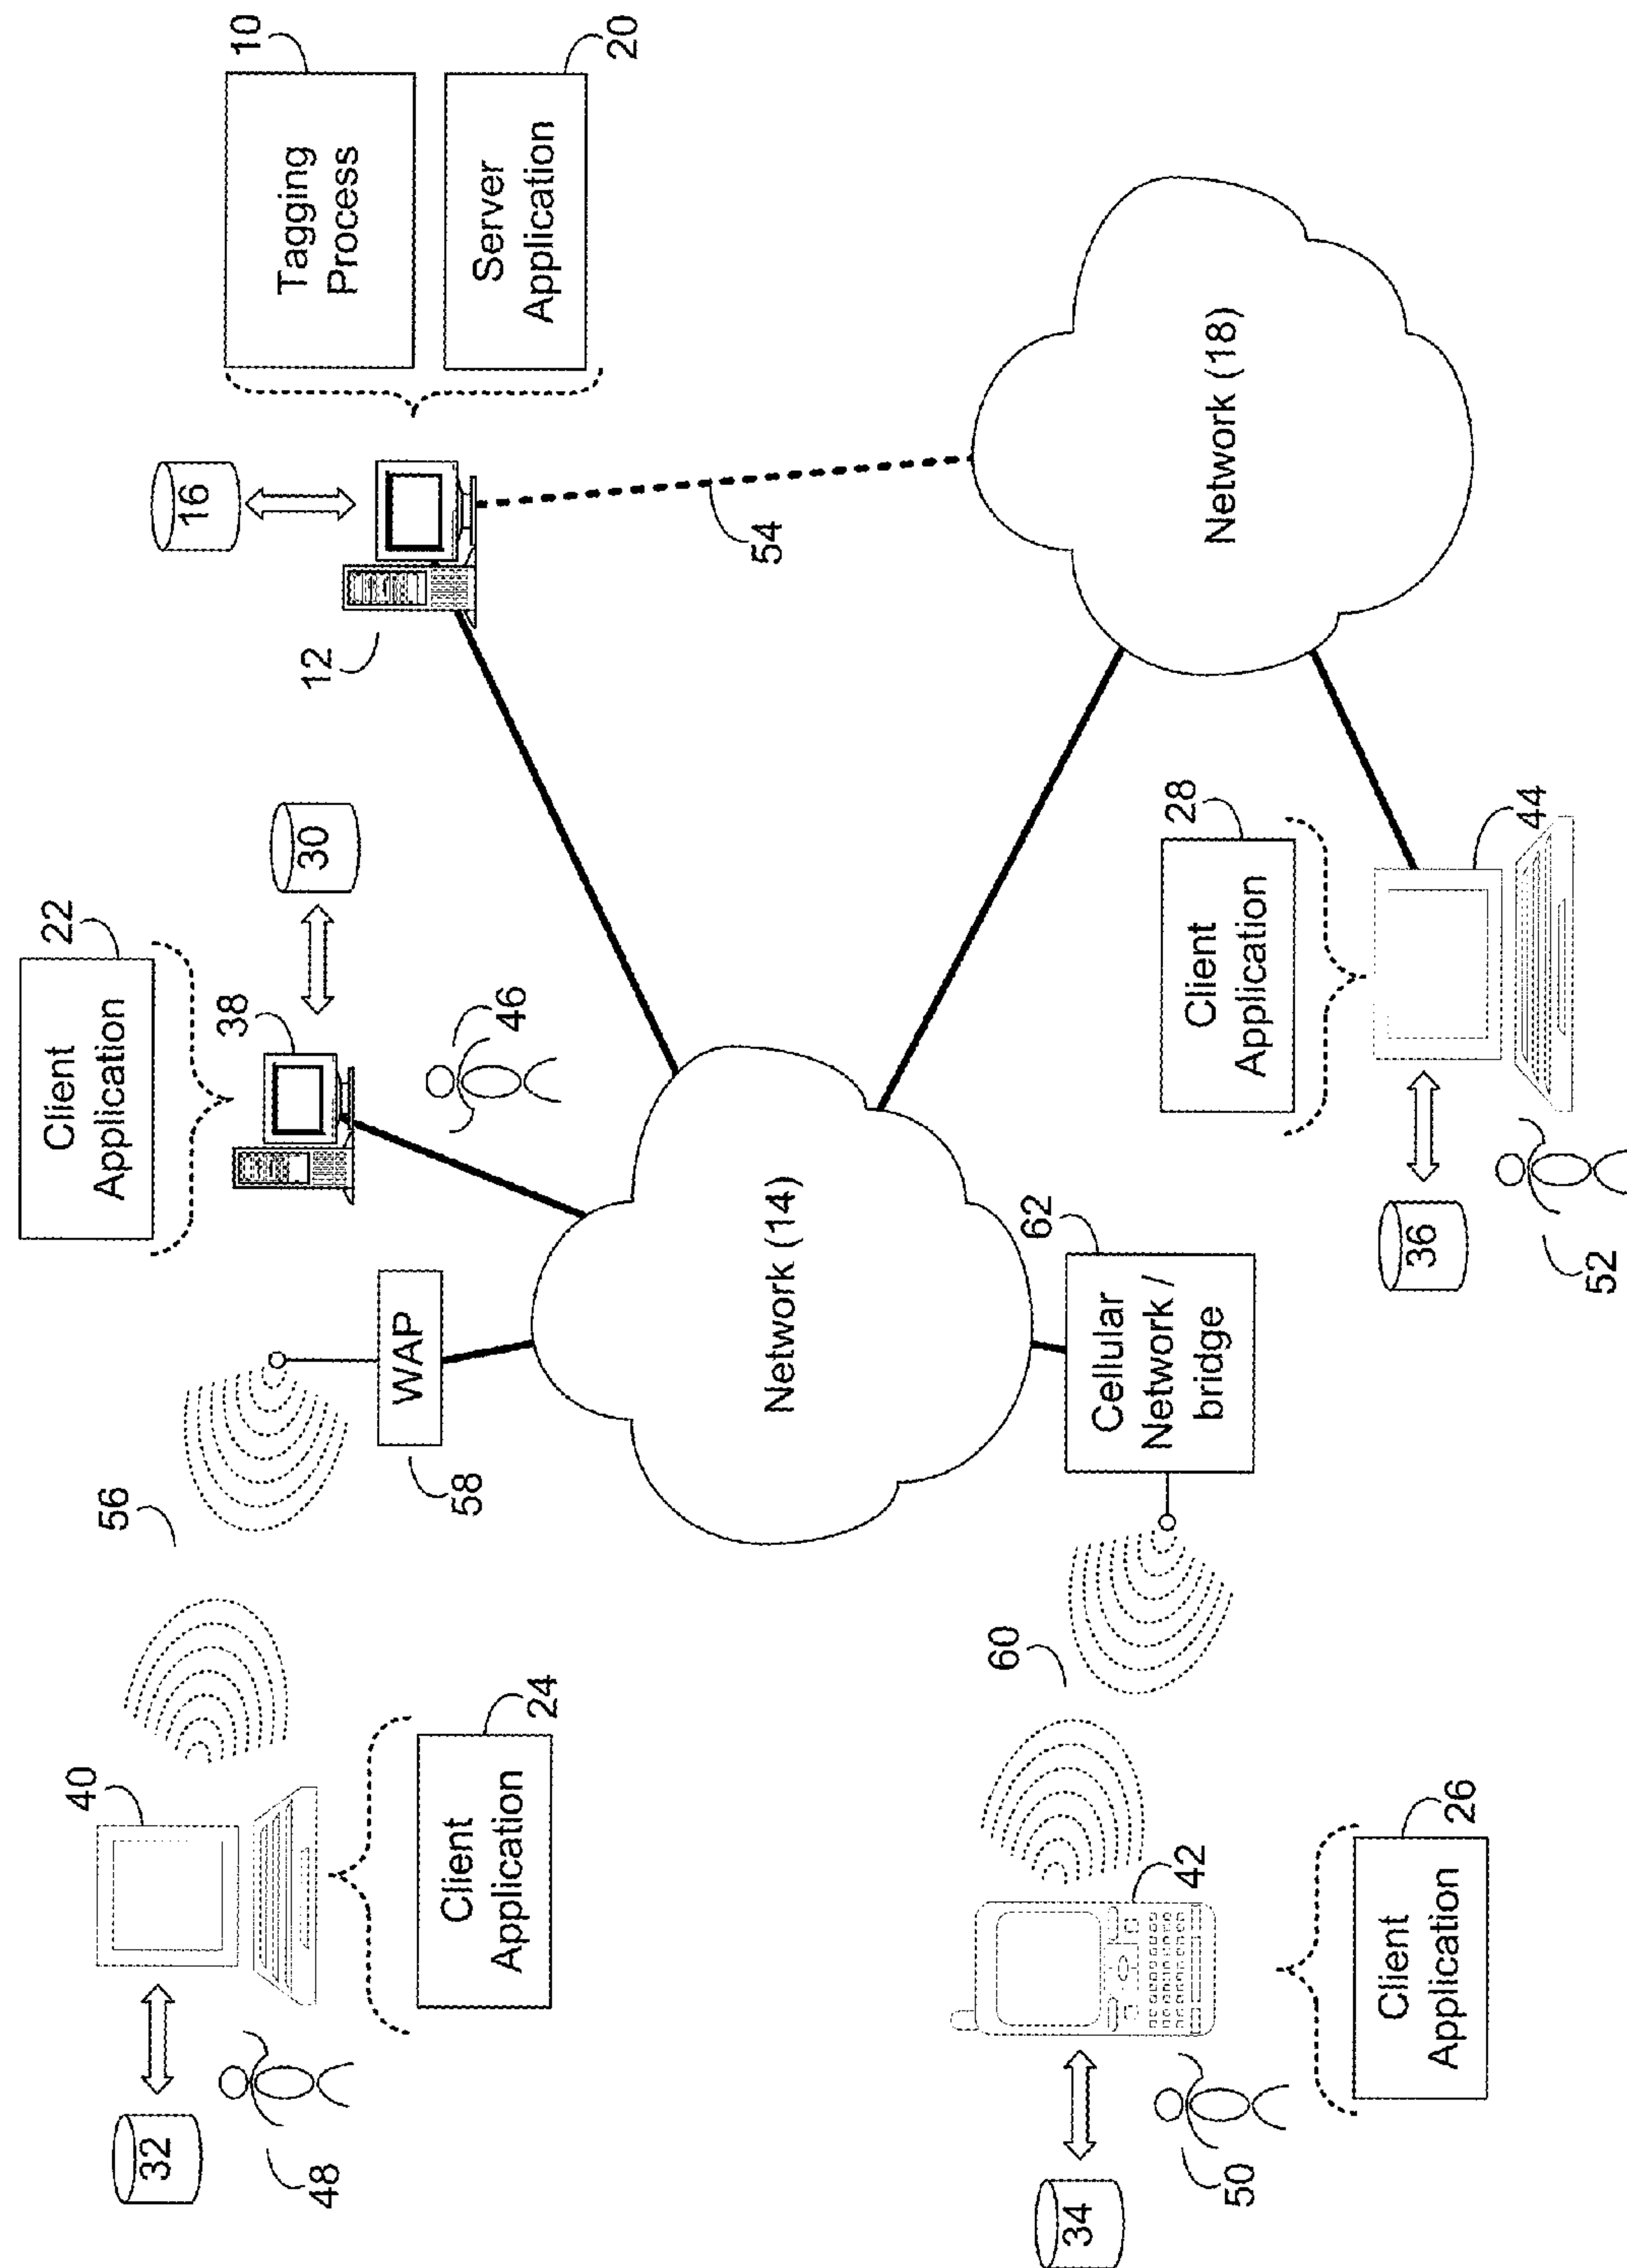 10
Tagging
Process
20
Server
Application
16
12
54
Network (18)
22
Client
Application
30
38
46
28
Client
Application
44
36
52
Network (14)
62
Cellular
Network /
bridge
WAP
58
56
60
40
24
Client
Application
32
48
42
26
Client
Application
34
50